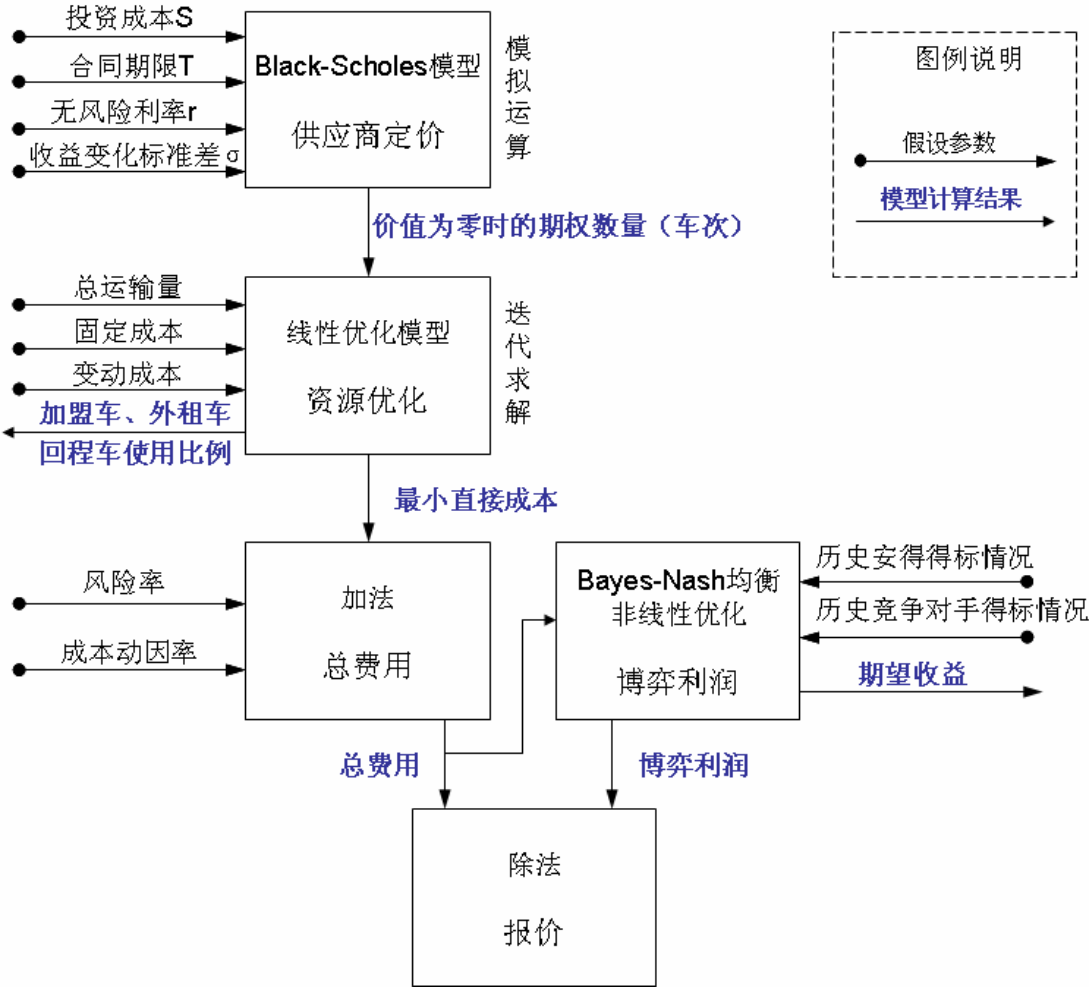 投资成本S
合同期限T
无风险利率r
收益变化标准差σ
Black-Scholes模型
供应商定价
模拟运算
图例说明
假设参数
模型计算结果
价值为零时的期权数量（车次）
总运输量
固定成本
变动成本
加盟车、外租车
回程车使用比例
线性优化模型
资源优化
迭代求解
最小直接成本
风险率
成本动因率
加法
总费用
Bayes-Nash均衡
非线性优化
博弈利润
历史安得得标情况
历史竞争对手得标情况
期望收益
总费用
博弈利润
除法
报价